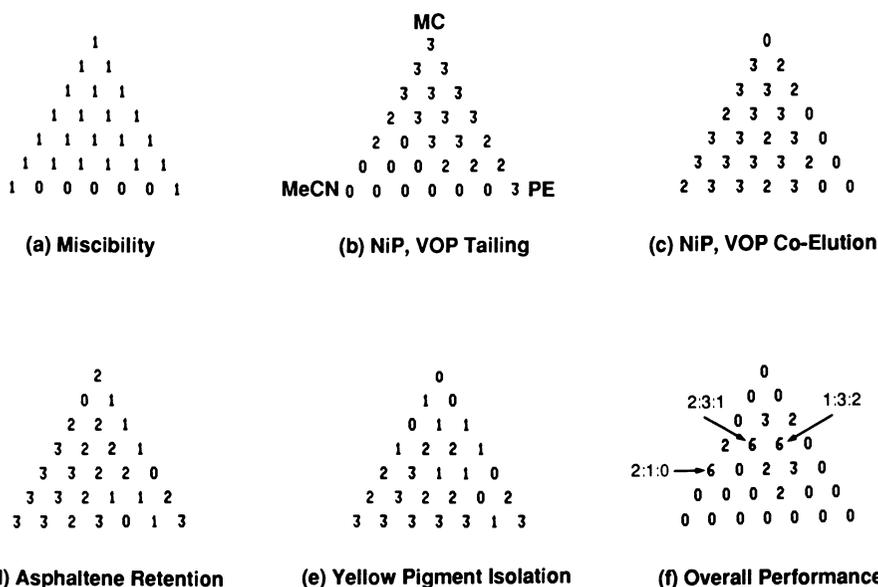 1
1 1
1 1 1
1 1 1 1
1 1 1 1 1
1 1 1 1 1 1
1 0 0 0 0 0 1
(a) Miscibility
MC
3
3 3
3 3 3
2 3 3 3
2 0 3 3 2
0 0 0 2 2 2
MeCN 0 0 0 0 0 0 3 PE
(b) NiP, VOP Tailing
0
3 2
3 3 2
2 3 3 0
3 3 2 3 0
3 3 3 3 2 0
2 3 3 2 3 0 0
(c) NiP, VOP Co-Elution
2
0 1
2 2 1
3 2 2 1
3 3 2 2 0
3 3 2 1 1 2
3 3 2 3 0 1 3
) Asphaltene Retention
0
1 0
0 1 1
1 2 2 1
2 3 1 1 0
2 3 2 2 0 2
3 3 3 3 3 1 3
(e) Yellow Pigment Isolation
0
2:3:1 0 0 1:3:2
0 3 2
2 6 6 0
2:1:0 6 0 2 3 0
0 0 0 2 0 0
0 0 0 0 0 0 0
(f) Overall Performance